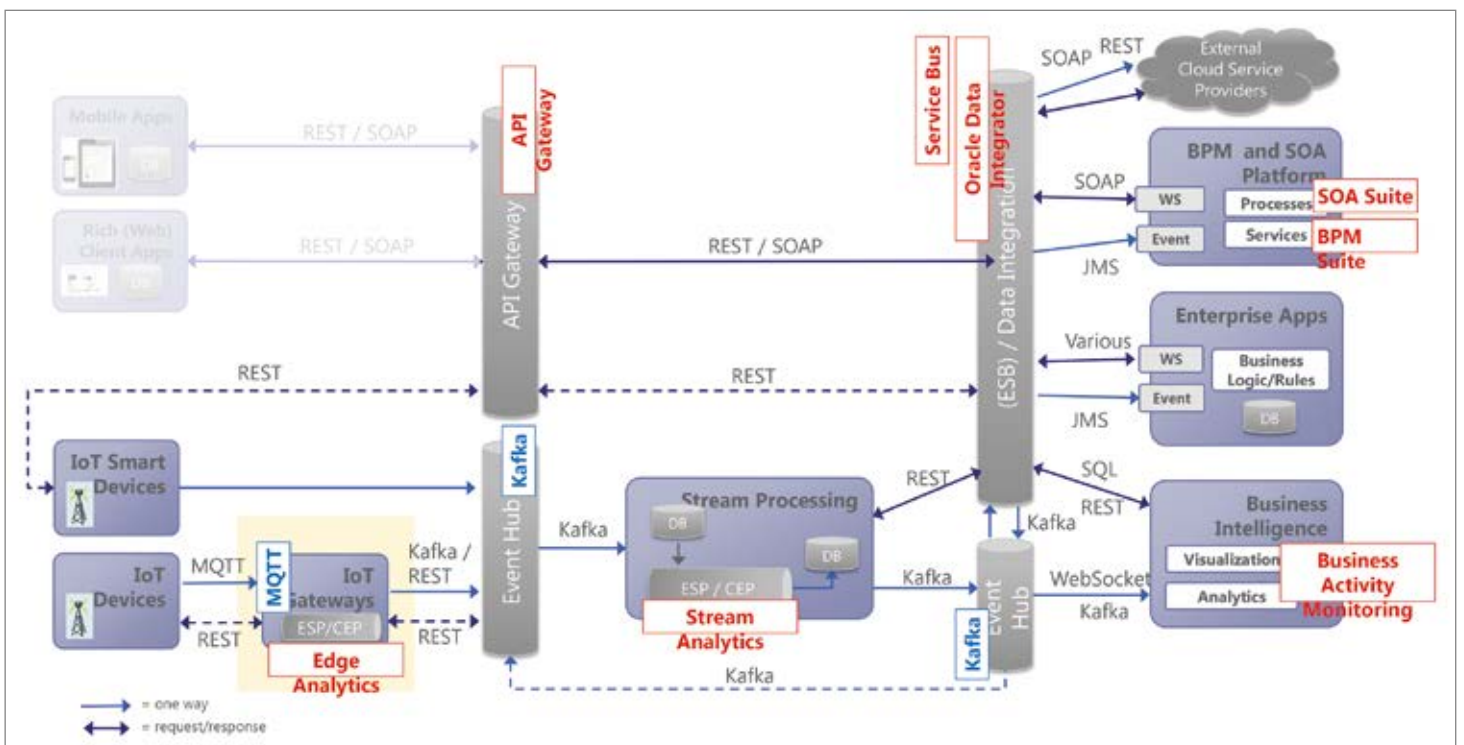 Mobile Apps
REST / SOAP
Rich (Web)
Client Apps
DB
REST / SOAP
API
Gateway
API Gateway
REST / SOAP
REST
REST
Service Bus
Oracle Data
Integrator
(ESB) / Data Integration
SOAP
REST
External
Cloud Service
Providers
BPM and SOA
Platform
SOAP
WS
Processes
SOA Suite
Event
Services
BPM
Suite
JMS
Enterprise Apps
Various
WS
Business
Logic/Rules
Event
DB
JMS
IoT Smart
Devices
IoT
Devices
MQTT
REST
MQTT
IoT
Gateways
ESP/CEP
Edge
Analytics
Kafka /
REST
REST
Kafka
Event Hub
Kafka
Stream Processing
DB
DB
ESP / CEP
Stream
Analytics
REST
Kafka
Kafka
Kafka
Event
Hub
Kafka
SQL
REST
WebSocket
Kafka
Business
Intelligence
Visualization
Analytics
Business
Activity
Monitoring
= one way
= request/response